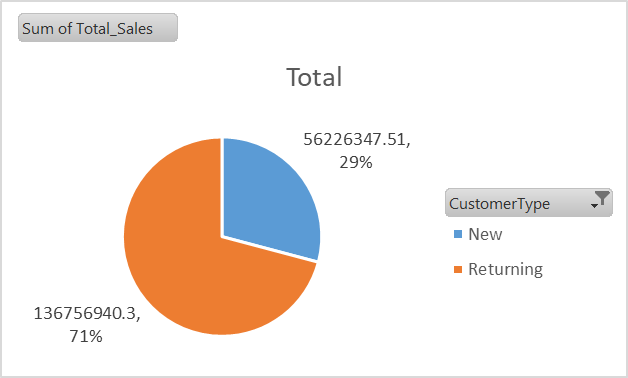 Sum of Total_Sales
Total
56226347.51,
29%
CustomerType
New
Returning
136756940.3,
71%